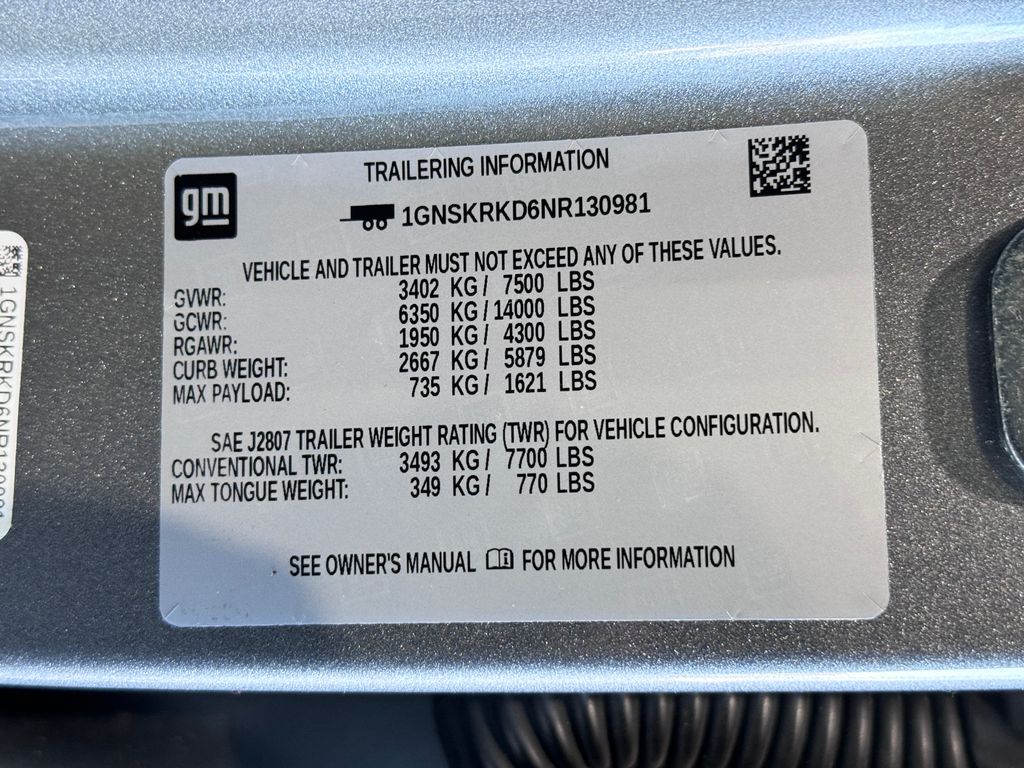 gm
TRAILERING INFORMATION
1GNSKRKD6NR130981
VEHICLE AND TRAILER MUST NOT EXCEED ANY OF THESE VALUES.
GVWR: 3402 KG / 7500 LBS
GCWR: 6350 KG / 14000 LBS
RGAWR: 1950 KG / 4300 LBS
CURB WEIGHT: 2667 KG / 5879 LBS
MAX PAYLOAD: 735 KG / 1621 LBS
SAE J2807 TRAILER WEIGHT RATING (TWR) FOR VEHICLE CONFIGURATION.
CONVENTIONAL TWR: 3493 KG / 7700 LBS
MAX TONGUE WEIGHT: 349 KG / 770 LBS
SEE OWNER'S MANUAL FOR MORE INFORMATION